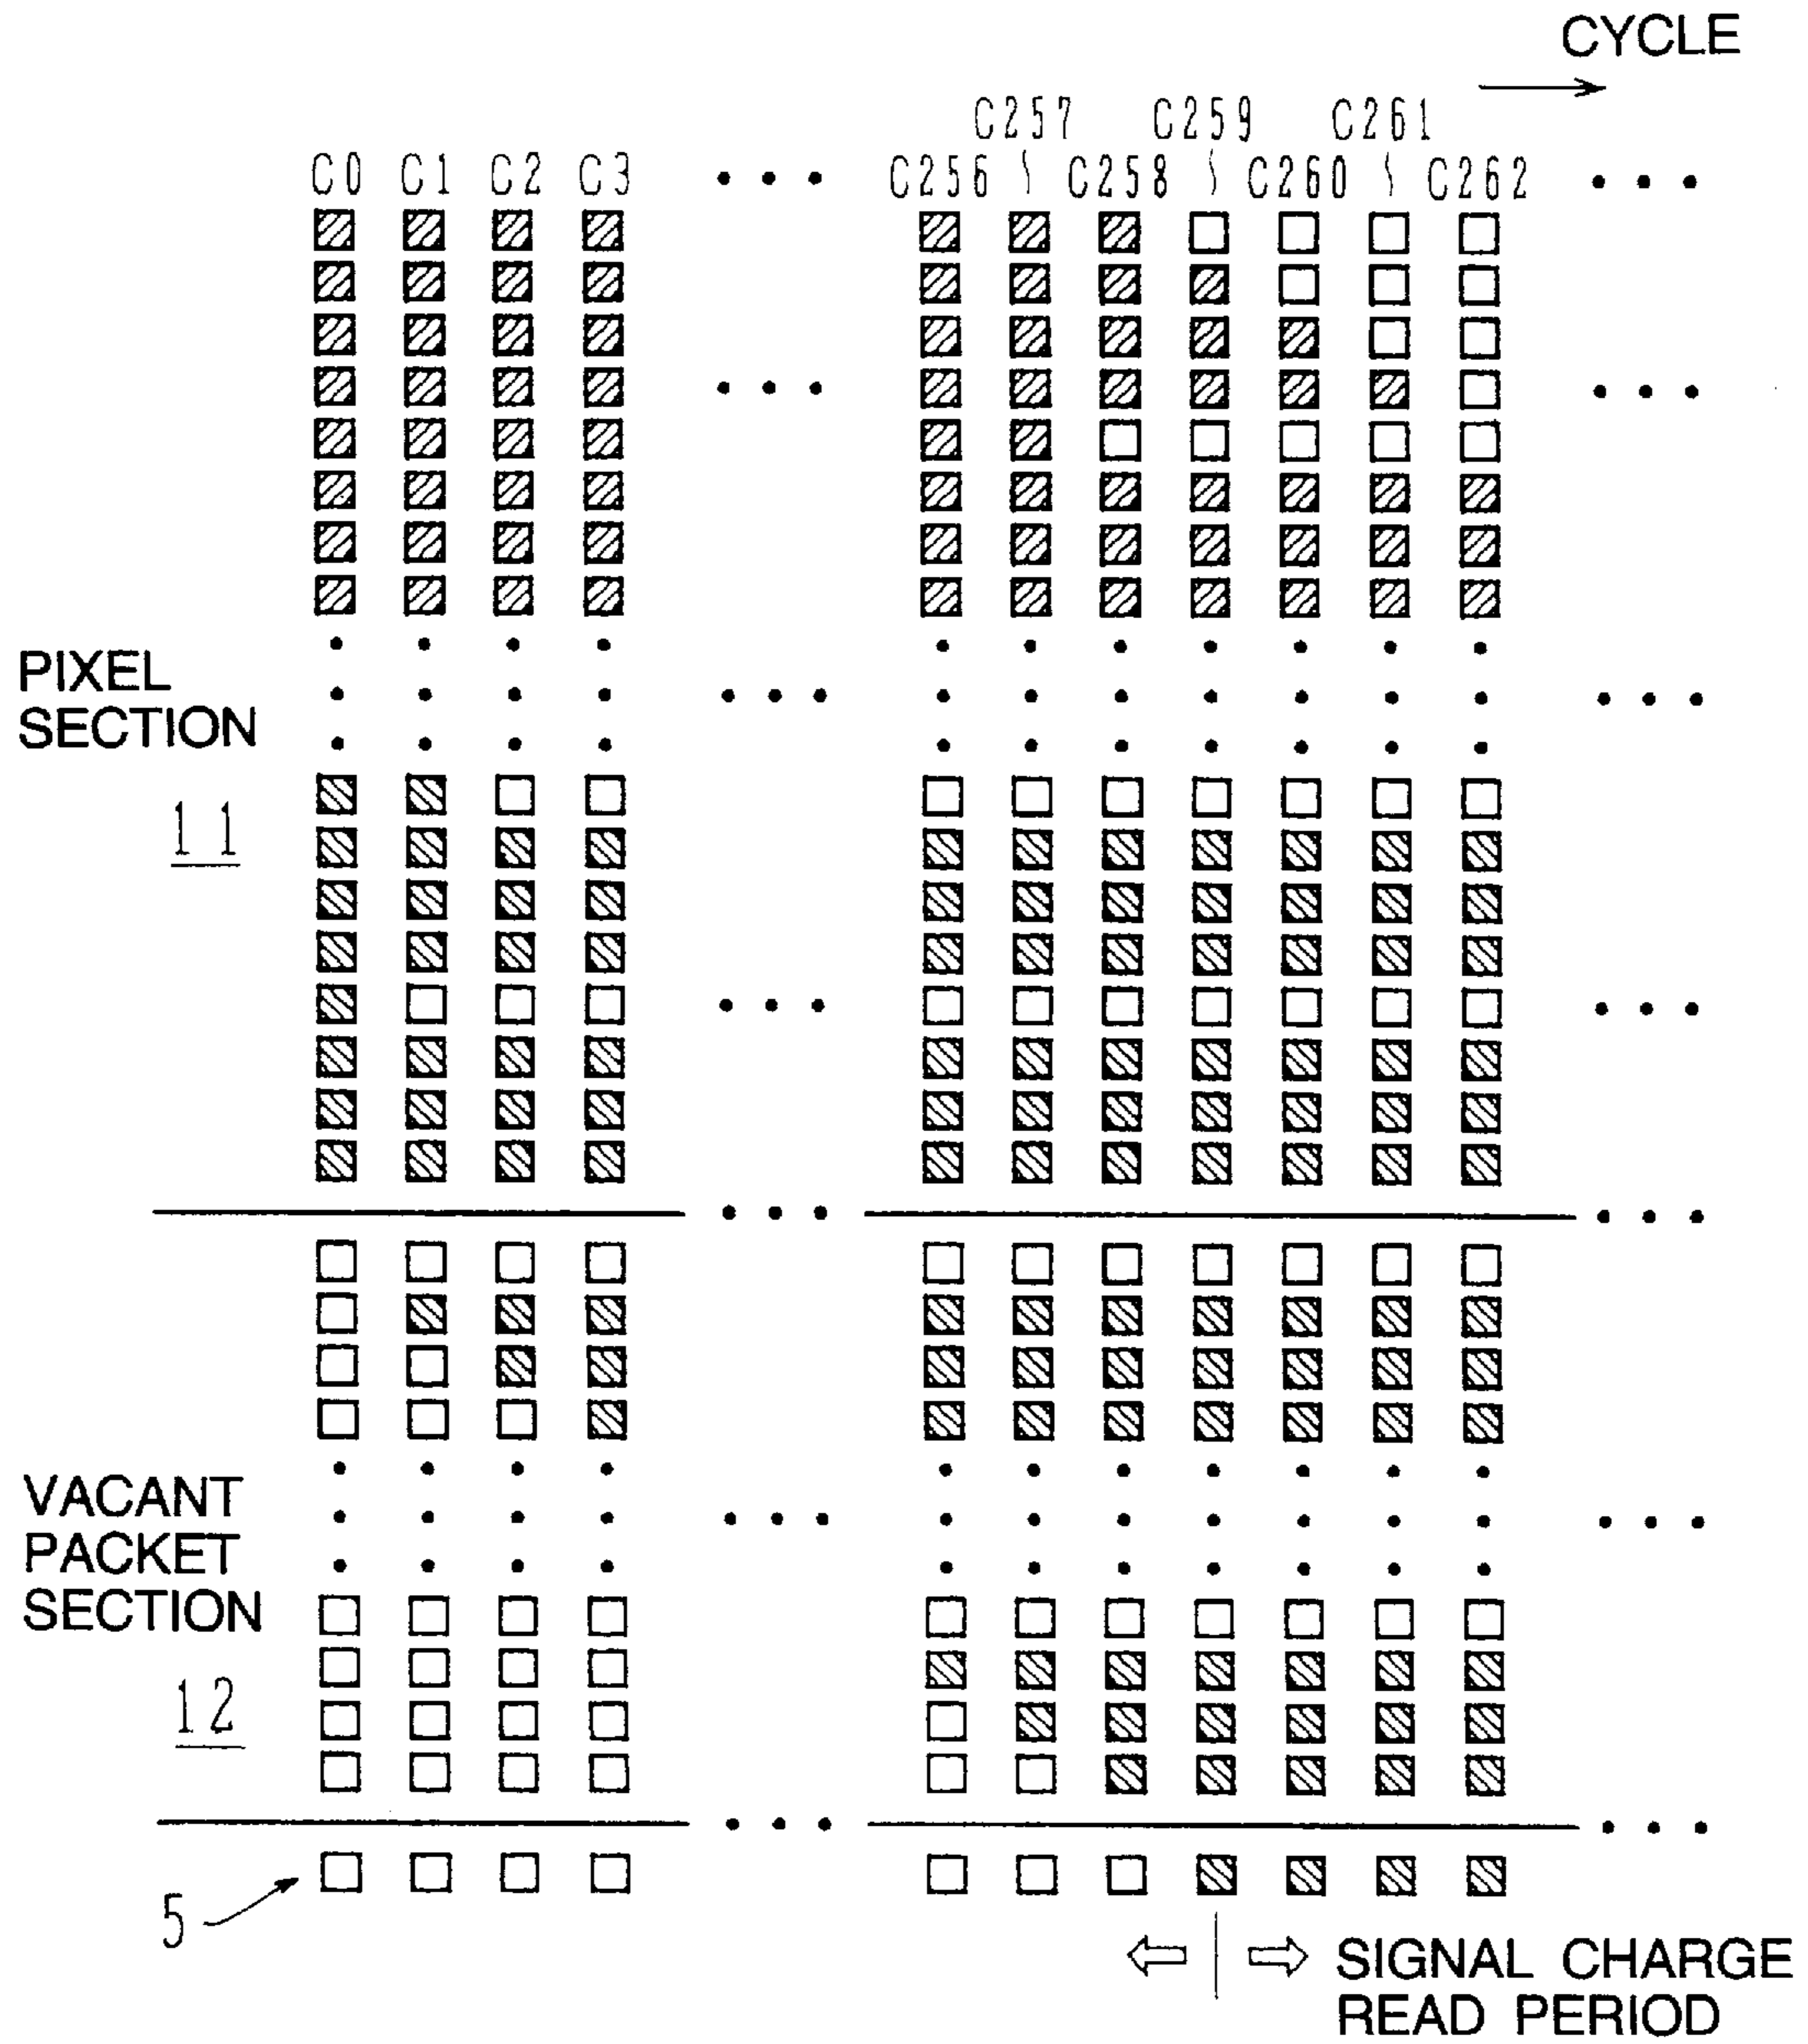 CYCLE
C257 C259 C261
C0 C1 C2 C3 • • • C256 C258 C260 C262 • • •
PIXEL
SECTION
11
VACANT
PACKET
SECTION
12
5
SIGNAL CHARGE
READ PERIOD